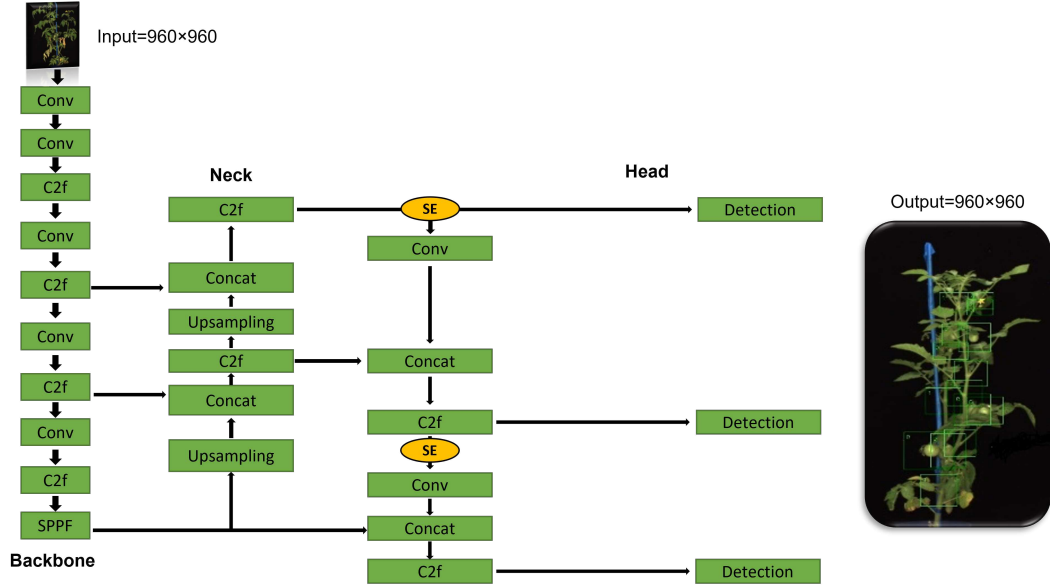 Input=960×960
Conv
Conv
C2f
Conv
C2f
Conv
C2f
Conv
C2f
SPPF
Backbone
Neck
C2f
Concat
Upsampling
C2f
Concat
Upsampling
Head
SE
Conv
Concat
C2f
SE
Conv
Concat
C2f
Detection
Detection
Detection
Output=960×960